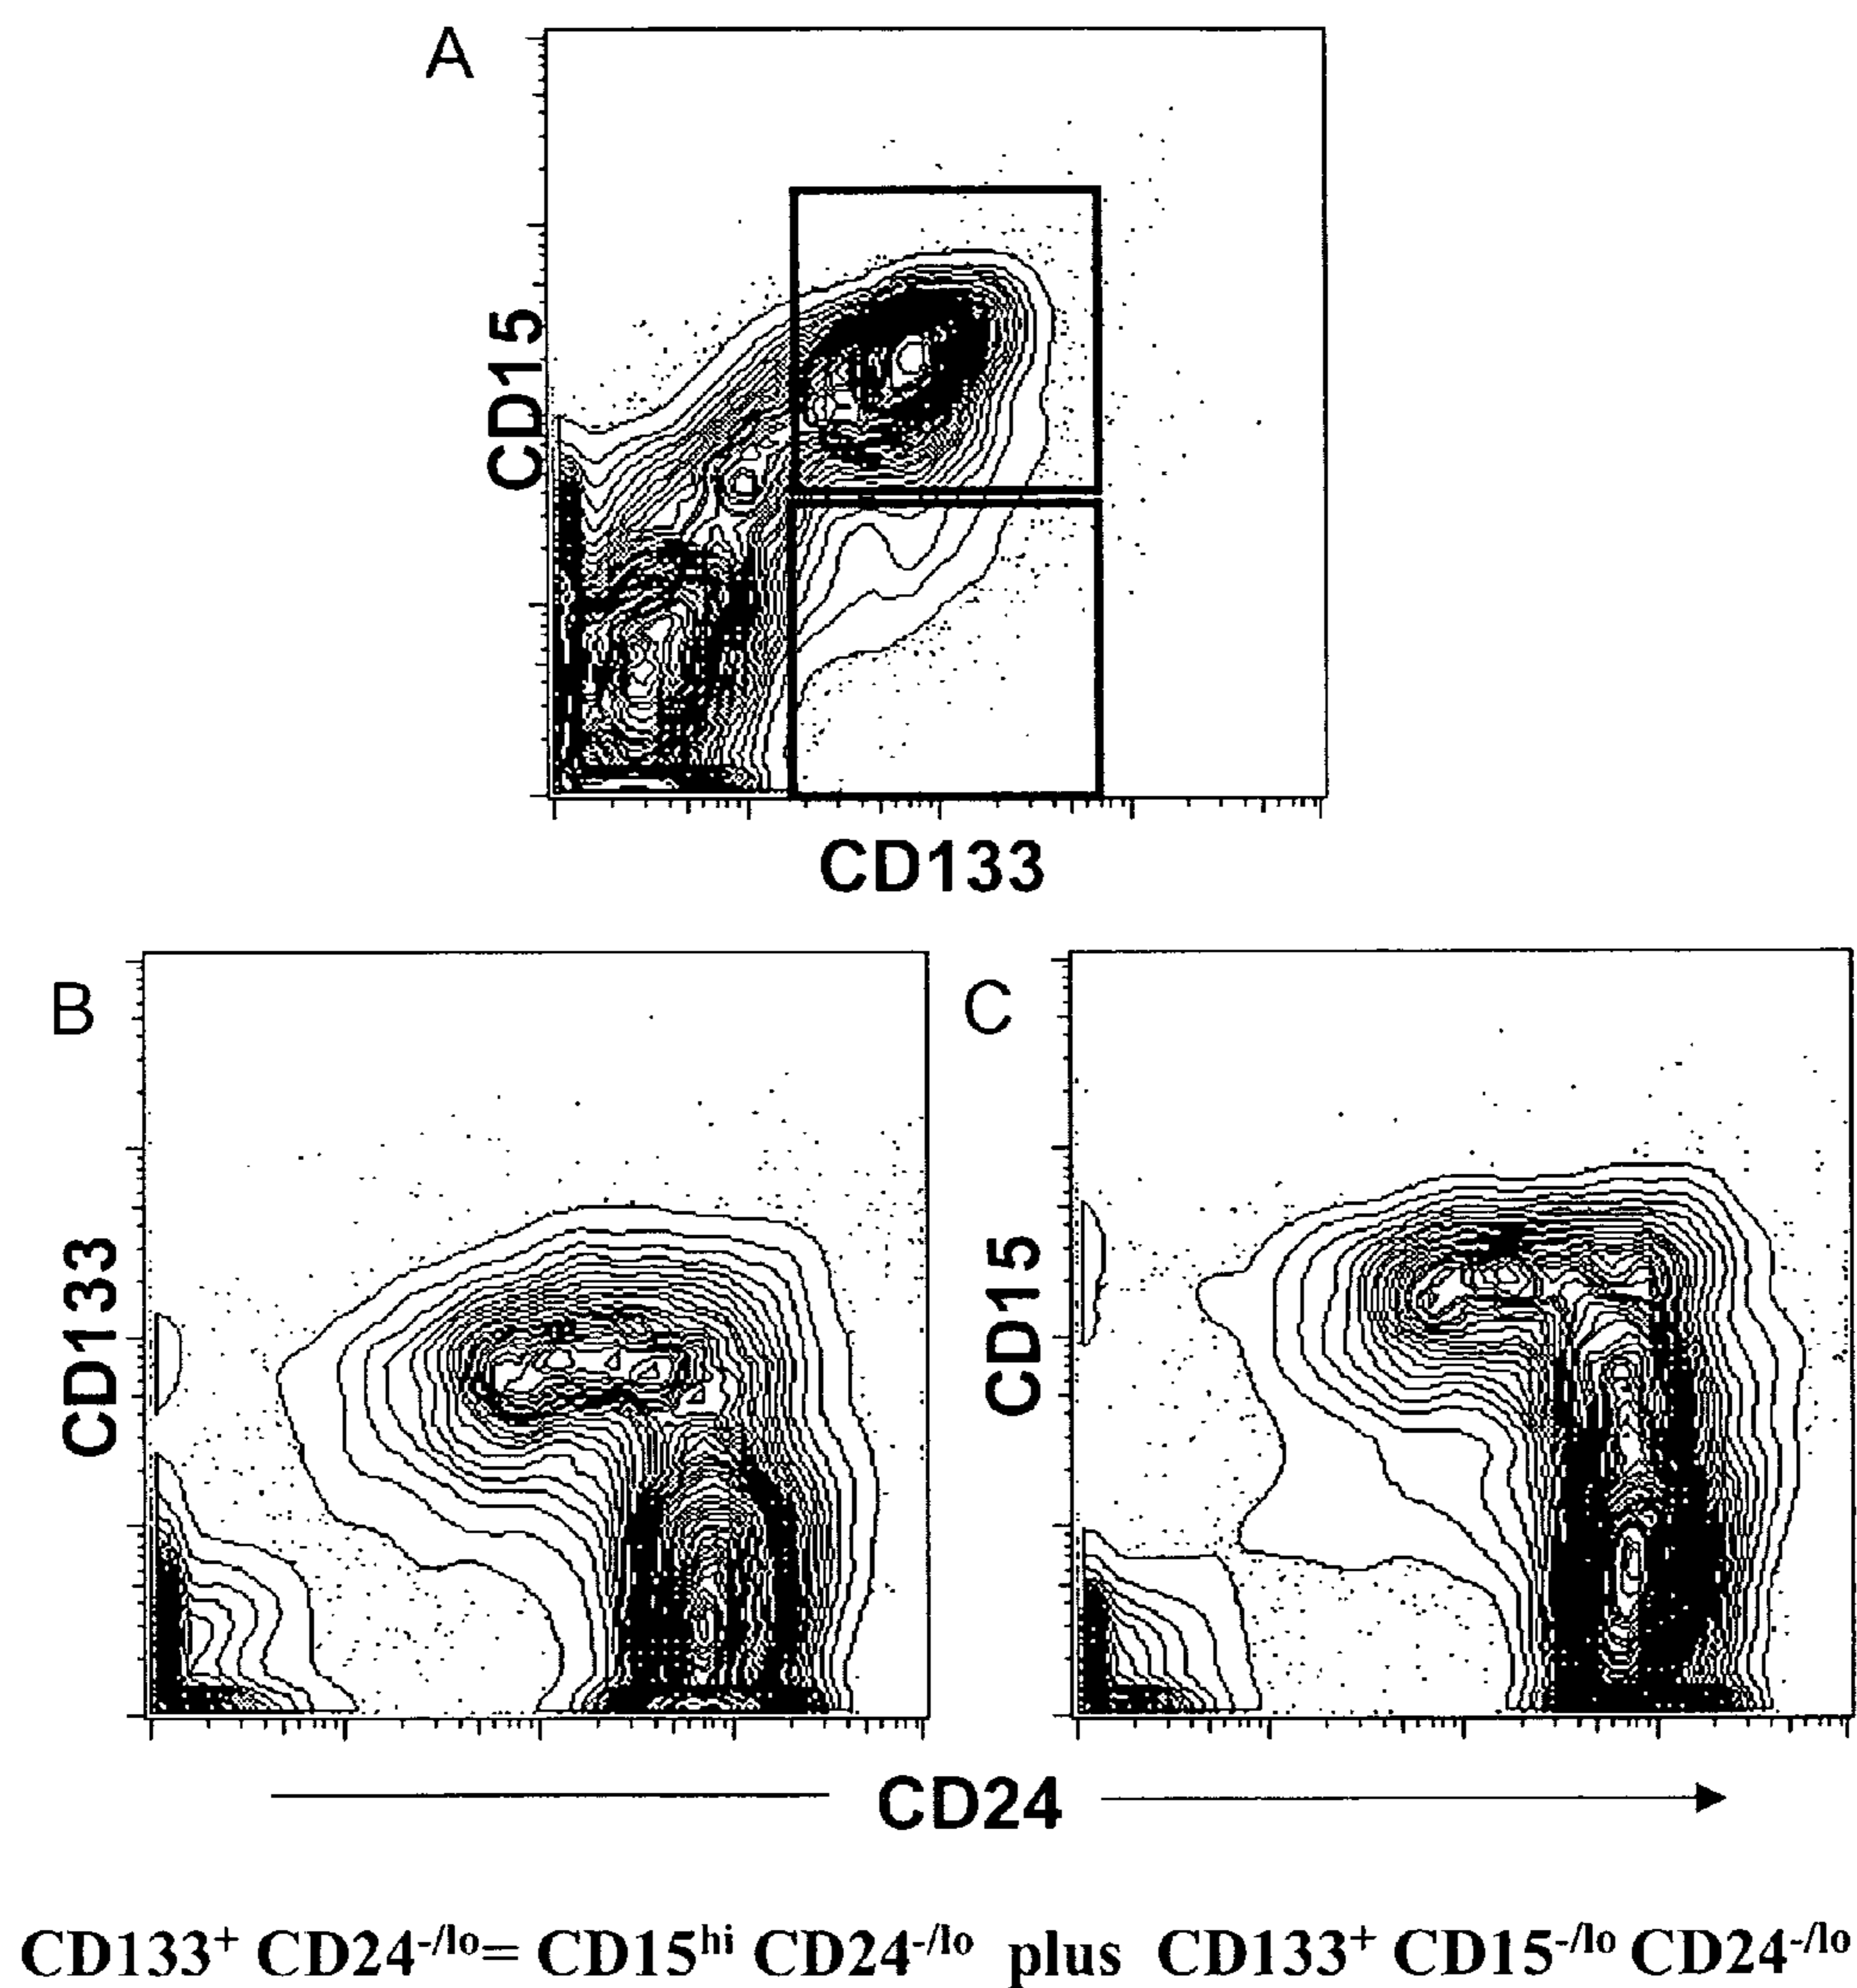 A
CD15
CD133
B
C
CD133
CD15
CD24
CD133⁺ CD24⁻/ˡᵒ= CD15ʰⁱ CD24⁻/ˡᵒ plus CD133⁺ CD15⁻/ˡᵒ CD24⁻/ˡᵒ